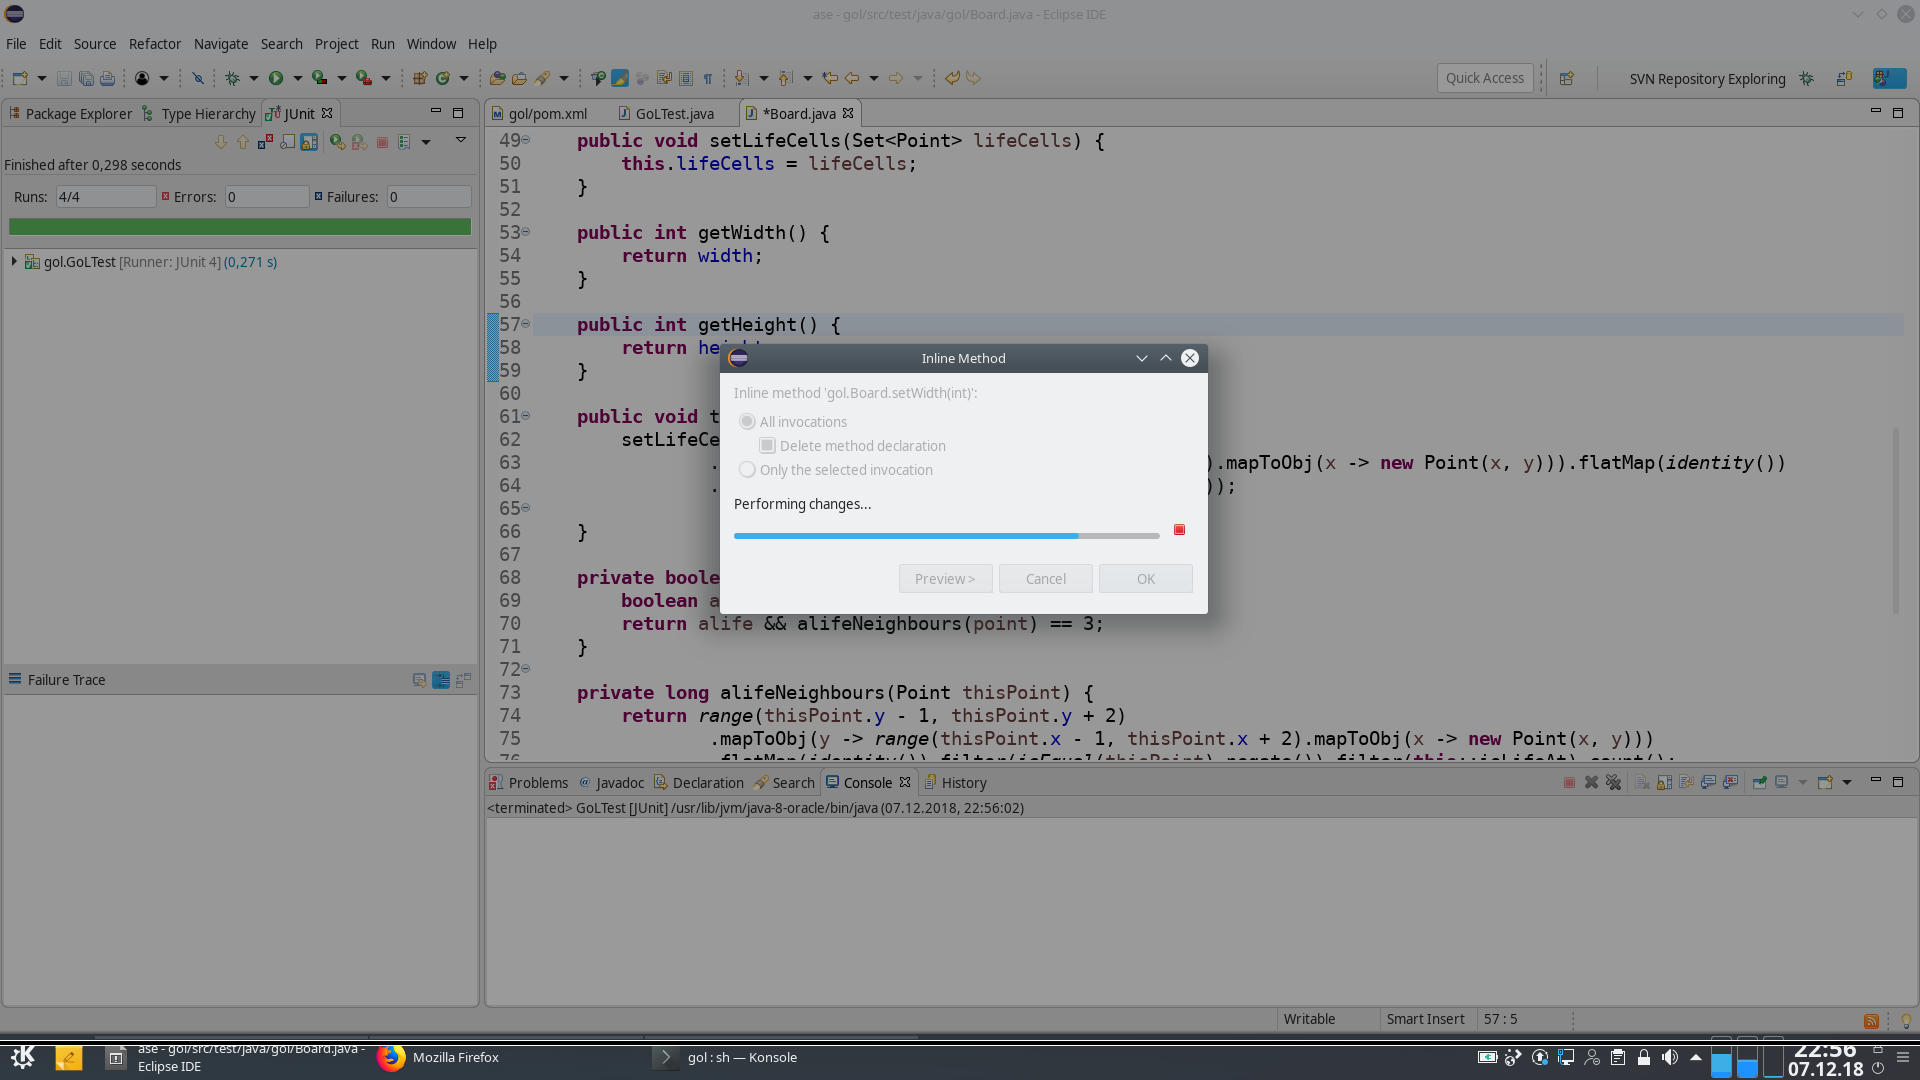 ase - gol/src/test/java/gol/Board.java - Eclipse IDE
File Edit Source Refactor Navigate Search Project Run Window Help
Quick Access
SVN Repository Exploring
Package Explorer Type Hierarchy JUnit
Finished after 0,298 seconds
Runs: 4/4 Errors: 0 Failures: 0
gol.GoLTest [Runner: JUnit 4] (0,271 s)
Failure Trace
gol/pom.xml GoLTest.java *Board.java
49 public void setLifeCells(Set<Point> lifeCells) {
50 this.lifeCells = lifeCells;
51 }
52
53 public int getWidth() {
54 return width;
55 }
56
57 public int getHeight() {
58 return
59 }
60
61 public void
62 setLifeCe
63 .mapToObj(x -> new Point(x, y))).flatMap(identity())
64 ));
65
66 }
67
68 private boole
69 boolean a
70 return alife && alifeNeighbours(point) == 3;
71 }
72
73 private long alifeNeighbours(Point thisPoint) {
74 return range(thisPoint.y - 1, thisPoint.y + 2)
75 .mapToObj(y -> range(thisPoint.x - 1, thisPoint.x + 2).mapToObj(x -> new Point(x, y)))
Inline Method
Inline method 'gol.Board.setWidth(int)':
All invocations
Delete method declaration
Only the selected invocation
Performing changes...
Preview > Cancel OK
Problems Javadoc Declaration Search Console History
<terminated> GoLTest [JUnit] /usr/lib/jvm/java-8-oracle/bin/java (07.12.2018, 22:56:02)
Writable Smart Insert 57 : 5
ase - gol/src/test/java/gol/Board.java -
Eclipse IDE
Mozilla Firefox
gol : sh — Konsole
22:56
07.12.18